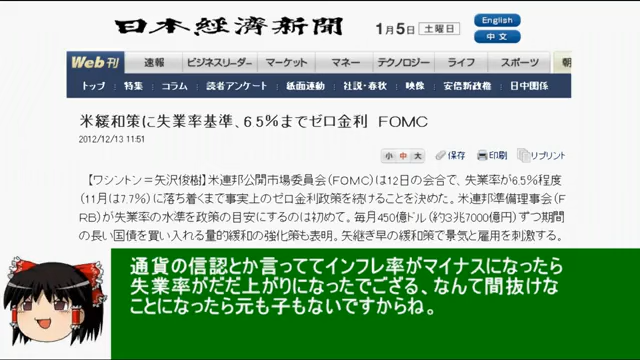 日本経済新聞
1月5日 土曜日
English
中文
Web刊 速報 ビジネスリーダー マーケット マネー テクノロジー ライフ スポーツ 朝
トップ 特集 コラム 読者アンケート 紙面連動 社説・春秋 映像 安倍新政権 日中関係
米緩和策に失業率基準、6.5%までゼロ金利 FOMC
2012/12/13 11:51
小 中 大 保存 印刷 リプリント
【ワシントン=矢沢俊樹】米連邦公開市場委員会(FOMC)は12日の会合で、失業率が6.5%程度
(11月は7.7%)に落ち着くまで事実上のゼロ金利政策を続けることを決めた。米連邦準備理事会(F
RB)が失業率の水準を政策の目安にするのは初めて。毎月450億ドル(約3兆7000億円)ずつ期間
の長い国債を買い入れる量的緩和の強化策も表明。矢継ぎ早の緩和策で景気と雇用を刺激する。
通貨の信認とか言っててインフレ率がマイナスになったら
失業率がだだ上がりになったでござる、なんて間抜けな
ことになったら元も子もないですからね。